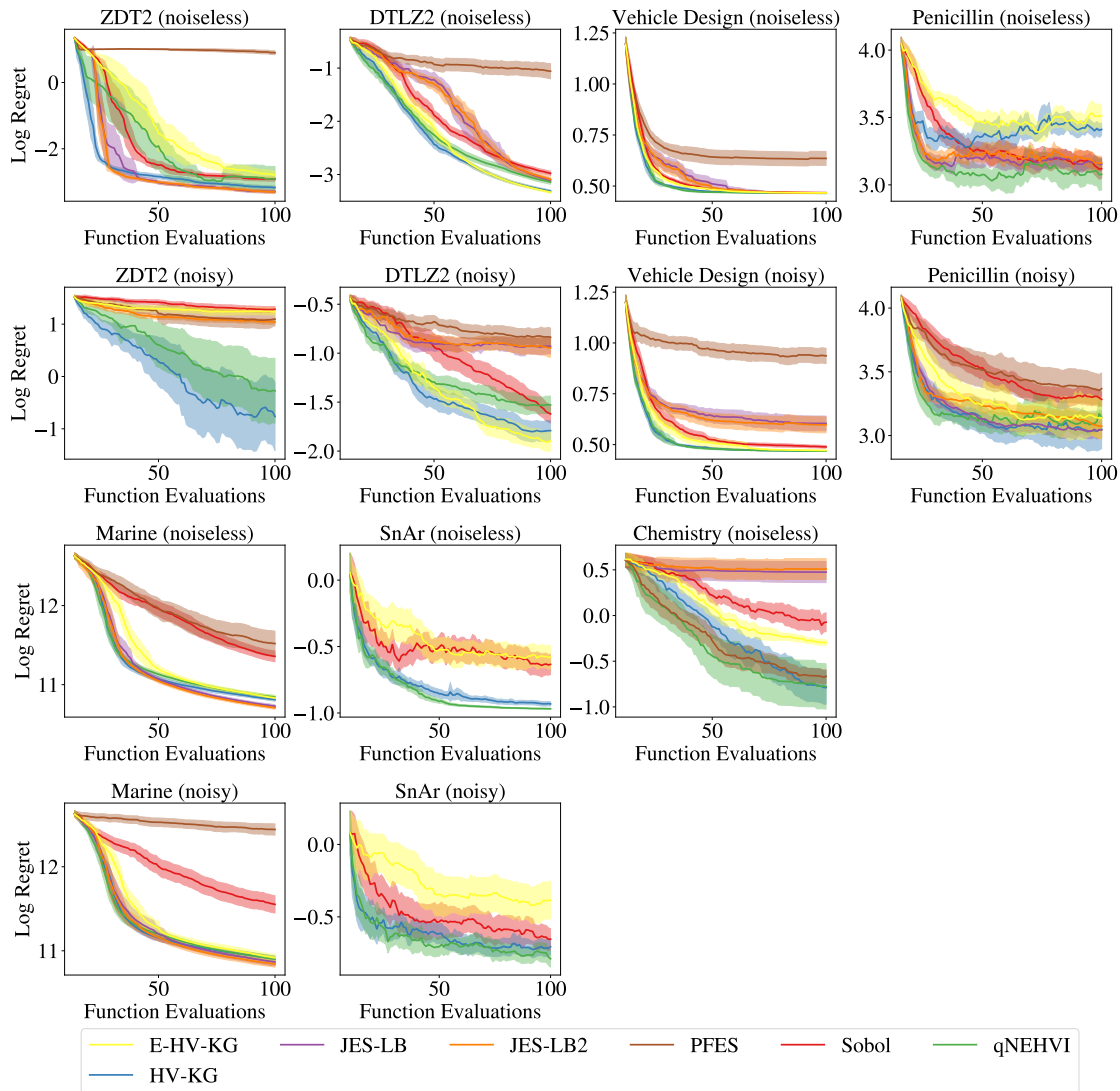 ZDT2 (noiseless) DTLZ2 (noiseless) Vehicle Design (noiseless) Penicillin (noiseless)
Log Regret
0
−2
50 100
Function Evaluations
−1
−2
−3
50 100
Function Evaluations
1.25
1.00
0.75
0.50
50 100
Function Evaluations
4.0
3.5
3.0
50 100
Function Evaluations
ZDT2 (noisy) DTLZ2 (noisy) Vehicle Design (noisy) Penicillin (noisy)
Log Regret
1
0
−1
50 100
Function Evaluations
−0.5
−1.0
−1.5
−2.0
50 100
Function Evaluations
1.25
1.00
0.75
0.50
50 100
Function Evaluations
4.0
3.5
3.0
50 100
Function Evaluations
Marine (noiseless) SnAr (noiseless) Chemistry (noiseless)
Log Regret
12
11
50 100
Function Evaluations
0.0
−0.5
−1.0
50 100
Function Evaluations
0.5
0.0
−0.5
−1.0
50 100
Function Evaluations
Marine (noisy) SnAr (noisy)
Log Regret
12
11
50 100
Function Evaluations
0.0
−0.5
50 100
Function Evaluations
E-HV-KG JES-LB JES-LB2 PFES Sobol qNEHVI
HV-KG